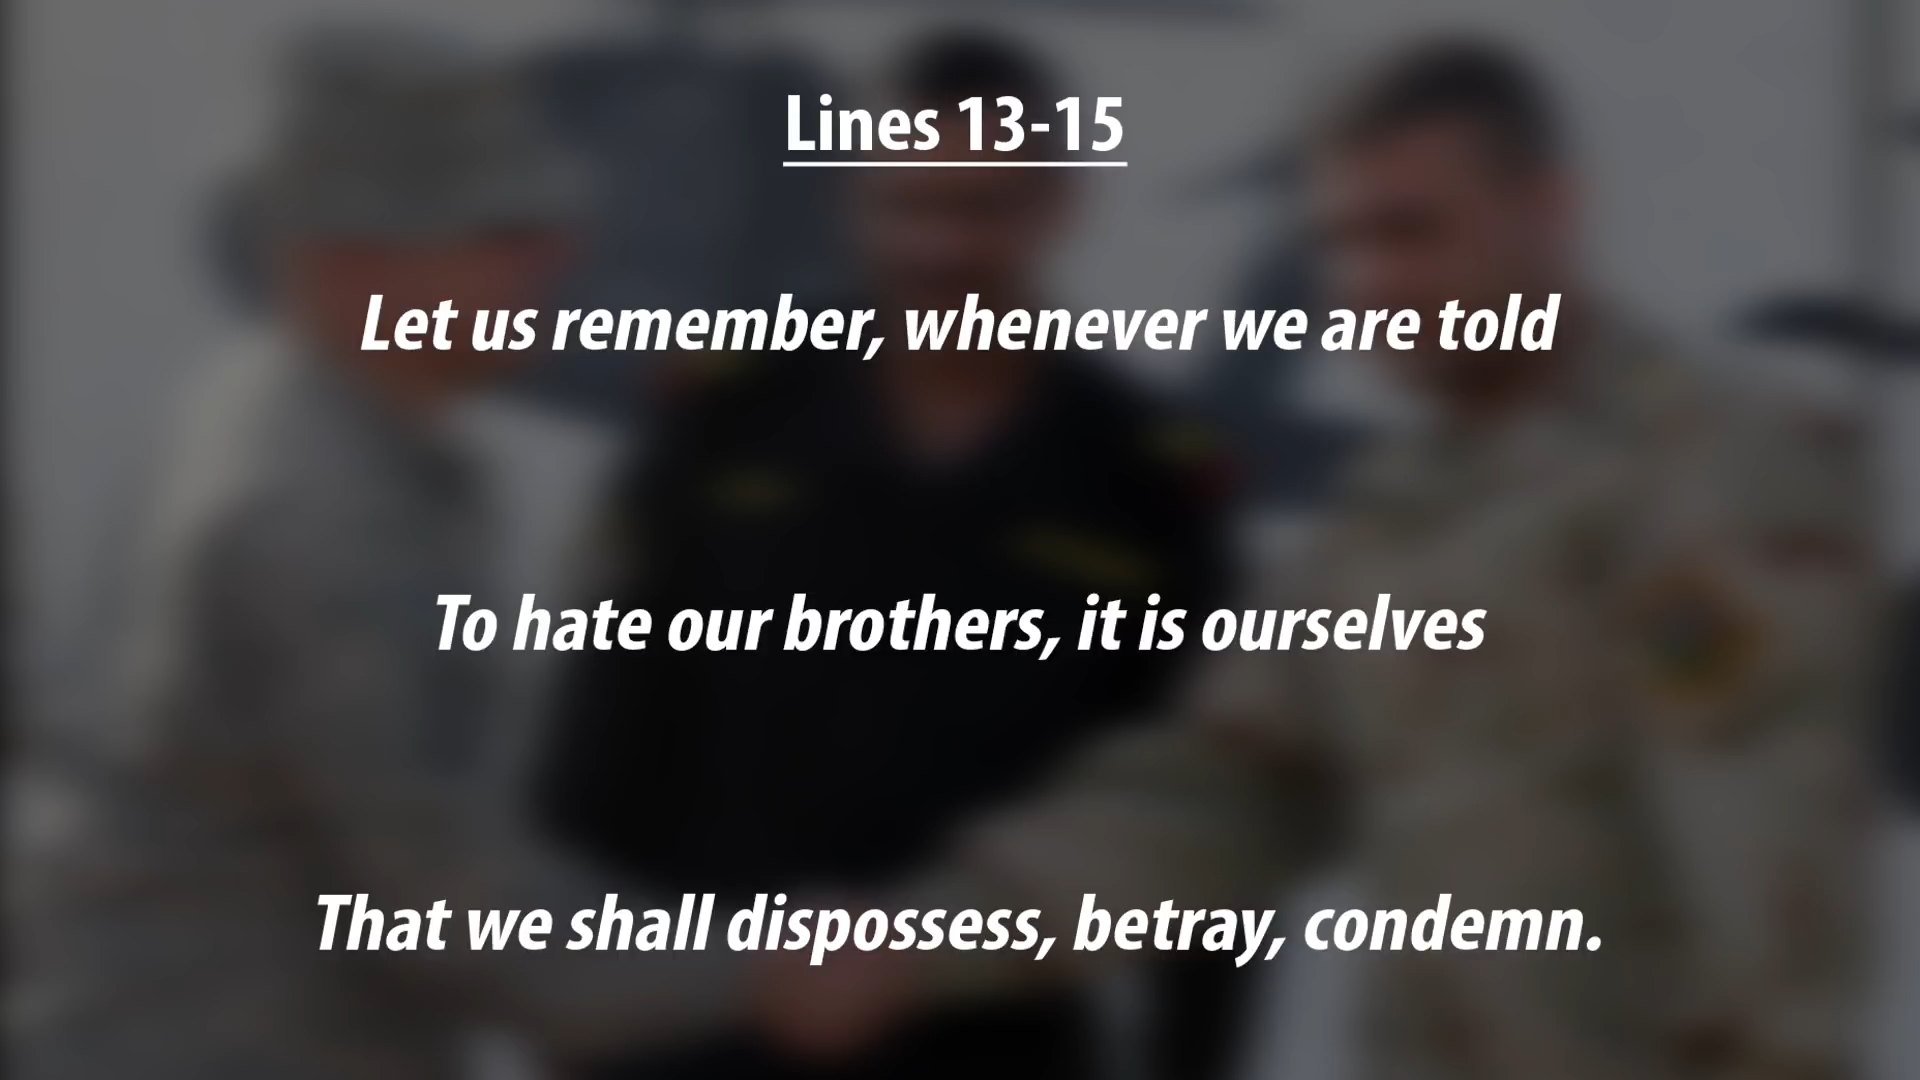 Lines 13-15
Let us remember, whenever we are told
To hate our brothers, it is ourselves
That we shall dispossess, betray, condemn.